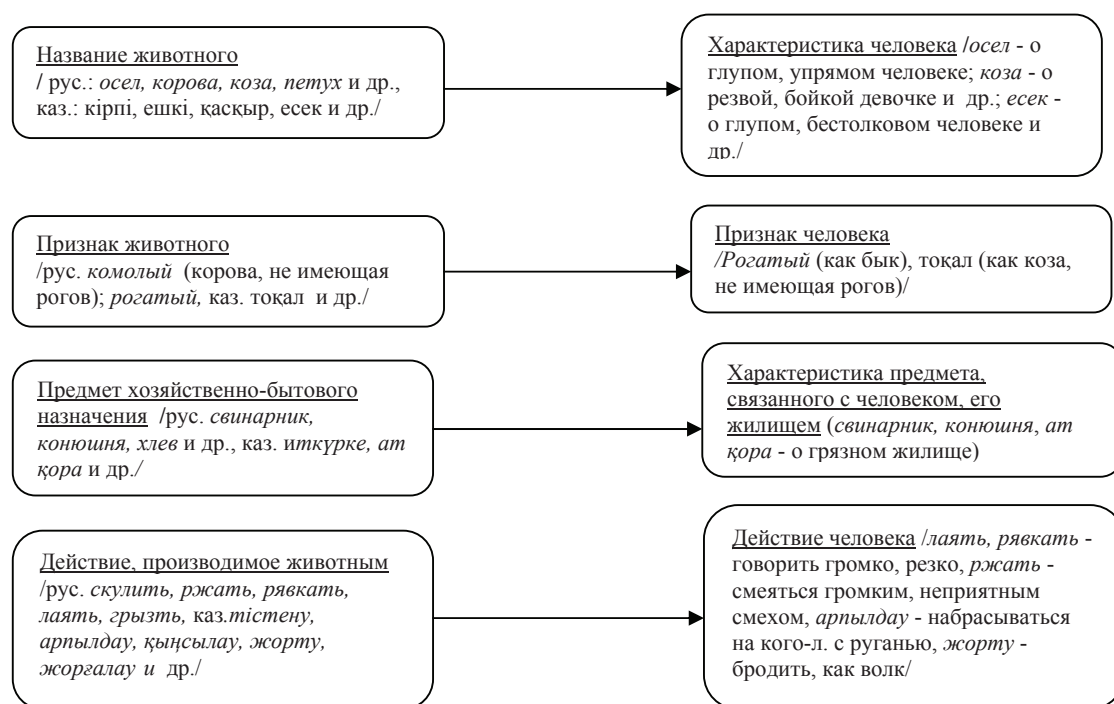 Название животного
/ рус.: осел, корова, коза, петух и др.,
каз.: кірпі, ешкі, қасқыр, есек и др./
Характеристика человека /осел - о
глупом, упрямом человеке; коза - о
резвой, бойкой девочке и др.; есек -
о глупом, бестолковом человеке и
др./
Признак животного
/рус. комолый (корова, не имеющая
рогов); рогатый, каз. тоқал и др./
Признак человека
/Рогатый (как бык), тоқал (как коза,
не имеющая рогов)/
Предмет хозяйственно-бытового
назначения /рус. свинарник,
конюшня, хлев и др., каз. иткүрке, ат
қора и др./
Характеристика предмета,
связанного с человеком, его
жилищем (свинарник, конюшня, ат
қора - о грязном жилище)
Действие, производимое животным
/рус. скулить, ржать, рявкать,
лаять, грызть, каз.тістену,
арпылдау, қыңсылау, жорту,
жорғалау и др./
Действие человека /лаять, рявкать -
говорить громко, резко, ржать -
смеяться громким, неприятным
смехом, арпылдау - набрасываться
на кого-л. с руганью, жорту -
бродить, как волк/